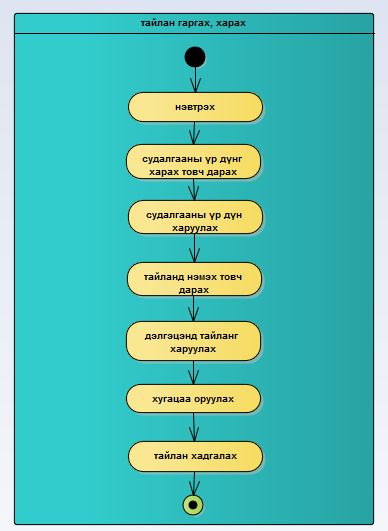 тайлан гаргах, харах
нэвтрэх
судалгааны үр дүнг
харах товч дарах
судалгааны үр дүн
харуулах
тайланд нэмэх товч
дарах
дэлгэцэнд тайланг
харуулах
хугацаа оруулах
тайлан хадгалах